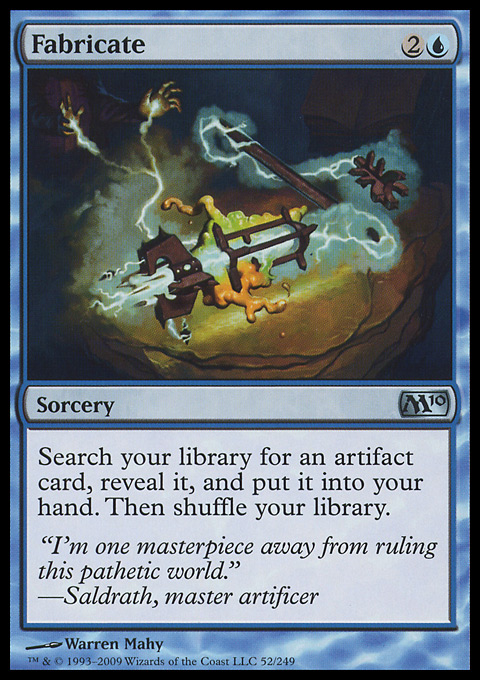 Fabricate 2
Sorcery M10
Search your library for an artifact
card, reveal it, and put it into your
hand. Then shuffle your library.
“I’m one masterpiece away from ruling
this pathetic world.”
—Saldrath, master artificer
Warren Mahy
™ & © 1993–2009 Wizards of the Coast LLC 52/249